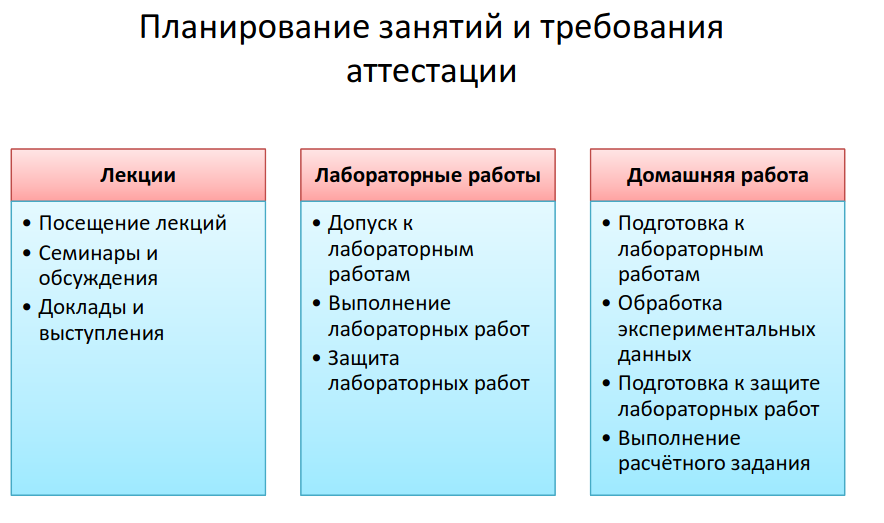 Планирование занятий и требования
аттестации
Лекции
• Посещение лекций
• Семинары и
обсуждения
• Доклады и
выступления
Лабораторные работы
• Допуск к
лабораторным
работам
• Выполнение
лабораторных работ
• Защита
лабораторных работ
Домашняя работа
• Подготовка к
лабораторным
работам
• Обработка
экспериментальных
данных
• Подготовка к защите
лабораторных работ
• Выполнение
расчётного задания